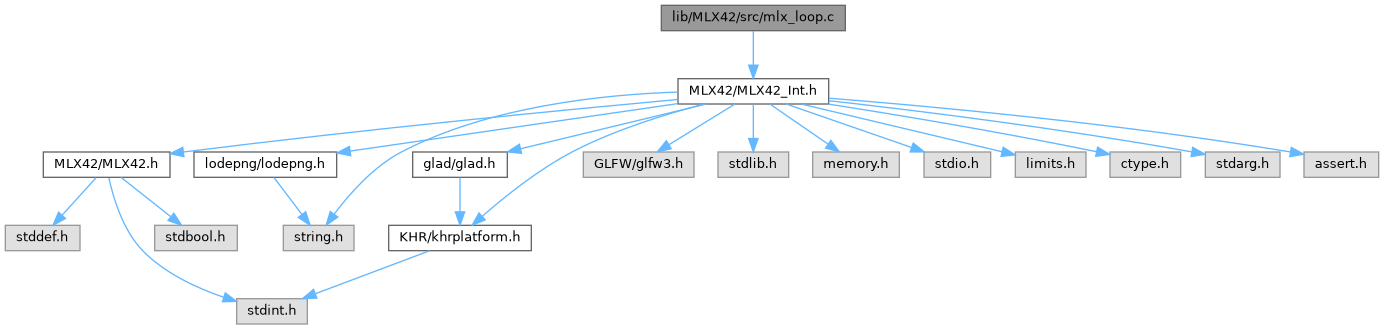 lib/MLX42/src/mlx_loop.c
MLX42/MLX42_Int.h
MLX42/MLX42.h
lodepng/lodepng.h
glad/glad.h
GLFW/glfw3.h
stdlib.h
memory.h
stdio.h
limits.h
ctype.h
stdarg.h
assert.h
stddef.h
stdbool.h
string.h
KHR/khrplatform.h
stdint.h